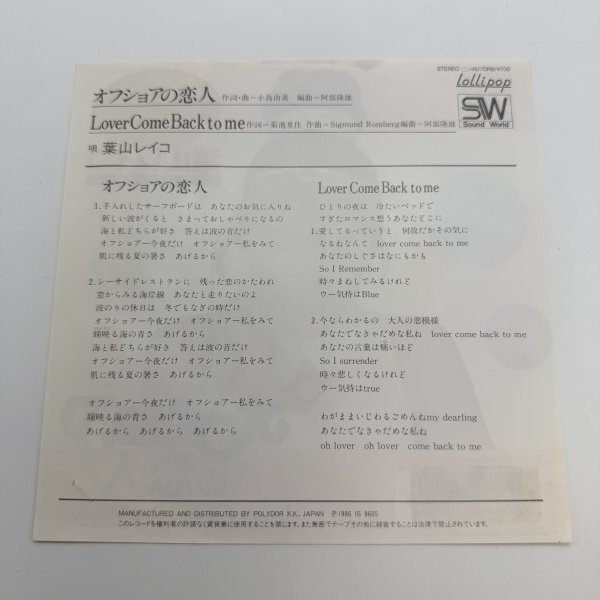 STEREO 45/7DR9/¥700
lollipop
SW
Sound World
オフショアの恋人 作詞・曲=小島由美 編曲=阿部隆雄
Lover Come Back to me 作詞=菊池里佳 作曲=Sigmund Romberg 編曲=阿部隆雄
唄 葉山レイコ
オフショアの恋人
1.手入れしたサーフボードは あなたのお気に入りね
新しい波がくると きまっておしゃべりになるの
海と私どちらが好き 答えは波の音だけ
オフショアー今夜だけ オフショアー私をみて
肌に残る夏の暑さ あげるから
2.シーサイドレストランに 残った恋のかたわれ
窓からみる海岸線 あなたと走りたいのよ
波のりの休日は 冬でもなぎの時だけ
オフショアー今夜だけ オフショアー私をみて
瞳映る海の青さ あげるから
海と私どちらが好き 答えは波の音だけ
オフショアー今夜だけ オフショアー私をみて
肌に残る夏の暑さ あげるから
オフショアー今夜だけ オフショアー私をみて
瞳映る海の青さ あげるから
あげるから あげるから あげるから
Lover Come Back to me
ひとりの夜は 冷たいベッドで
すぎたロマンス想うあなたどこに
1.愛してるっていうと 何故だかその気に
なるねなんて lover come back to me
あなたのしぐさはなにもかも
So I Remember
時々まねしてみるけれど
ウー気持はBlue
2.今ならわかるの 大人の恋模様
あなたでなきゃだめな私ね lover come back to me
あなたの言葉は痛いほど
So I surrender
時々悲しくなるけれど
ウー気持はtrue
わがままいじわるごめんねmy dearling
あなたでなきゃだめな私ね
oh lover oh lover come back to me
MANUFACTURED AND DISTRIBUTED BY POLYDOR K.K., JAPAN Ⓟ1986 IS 8605
このレコードを権利者の許諾なく賃貸業に使用することを禁じます。また無断でテープその他に録音することは法律で禁止されています。